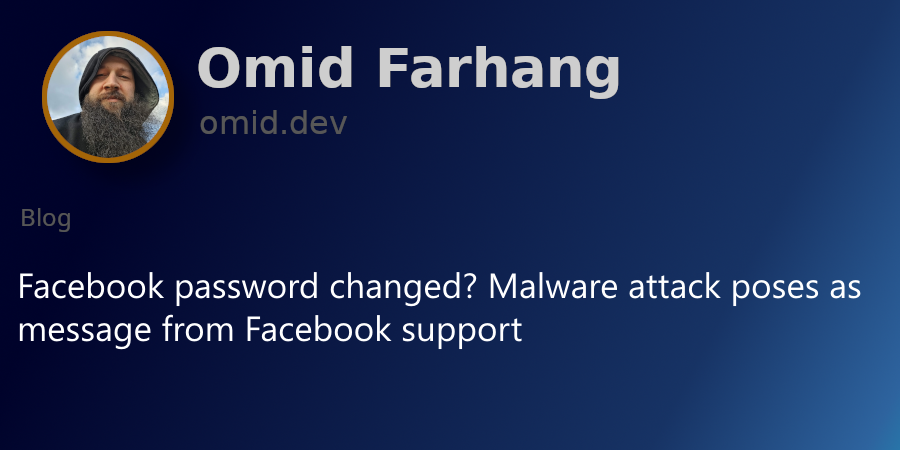 Omid Farhang
omid.dev
Blog
Facebook password changed? Malware attack poses as
message from Facebook support